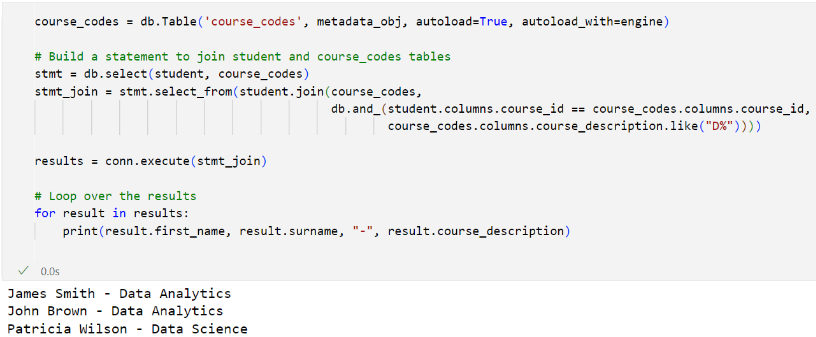 course_codes = db.Table('course_codes', metadata_obj, autoload=True, autoload_with=engine)
# Build a statement to join student and course_codes tables
stmt = db.select(student, course_codes)
stmt_join = stmt.select_from(student.join(course_codes,
db.and_(student.columns.course_id == course_codes.columns.course_id,
course_codes.columns.course_description.like("D%"))))
results = conn.execute(stmt_join)
# Loop over the results
for result in results:
print(result.first_name, result.surname, "-", result.course_description)
✓ 0.0s
James Smith - Data Analytics
John Brown - Data Analytics
Patricia Wilson - Data Science